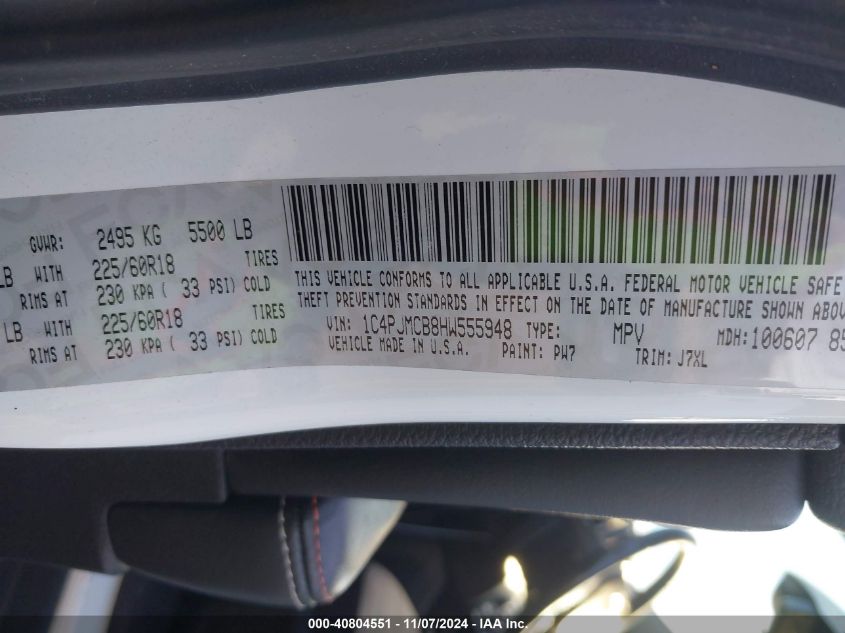 GVWR: 2495 KG 5500 LB
LB WITH 225/60R18 TIRES
RIMS AT 230 KPA ( 33 PSI) COLD
LB WITH 225/60R18 TIRES
RIMS AT 230 KPA ( 33 PSI) COLD
THIS VEHICLE CONFORMS TO ALL APPLICABLE U.S.A. FEDERAL MOTOR VEHICLE SAFE
THEFT PREVENTION STANDARDS IN EFFECT ON THE DATE OF MANUFACTURE SHOWN ABOV
VIN: 1C4PJMCB8HW555948 TYPE: MPV MDH:100607 85
VEHICLE MADE IN U.S.A. PAINT: PW7 TRIM: J7XL
000-40804551 - 11/07/2024 - IAA Inc.